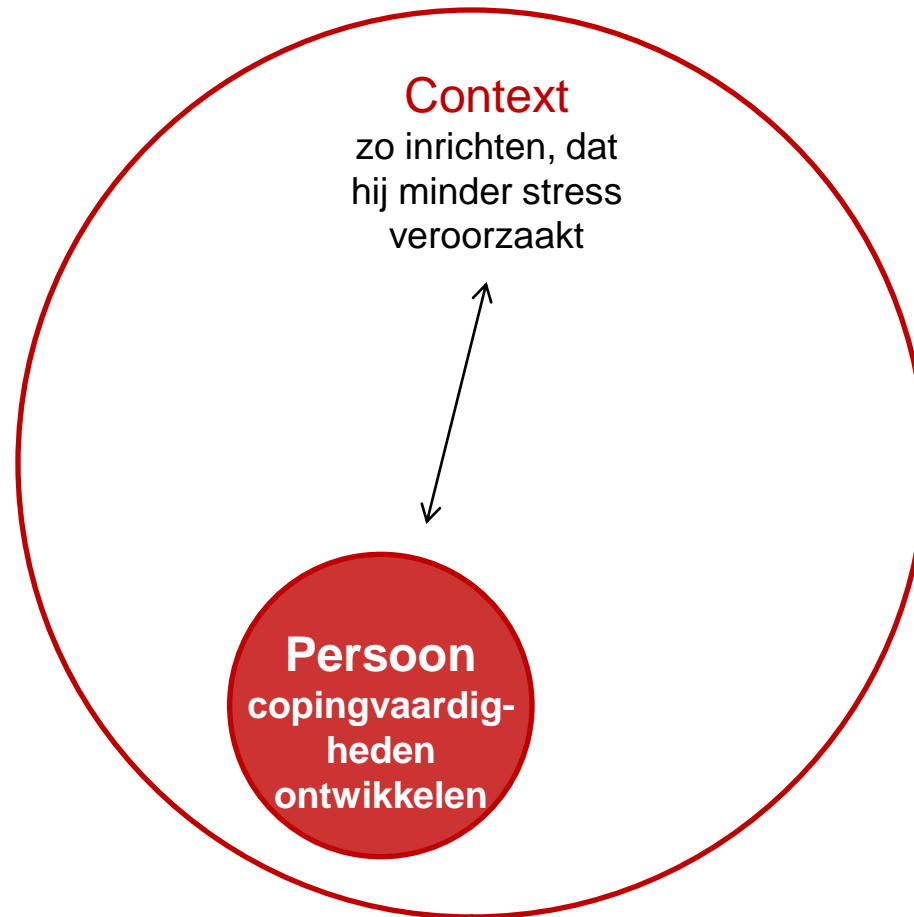 Context
zo inrichten, dat
hij minder stress
veroorzaakt
Persoon
copingvaardig-
heden
ontwikkelen